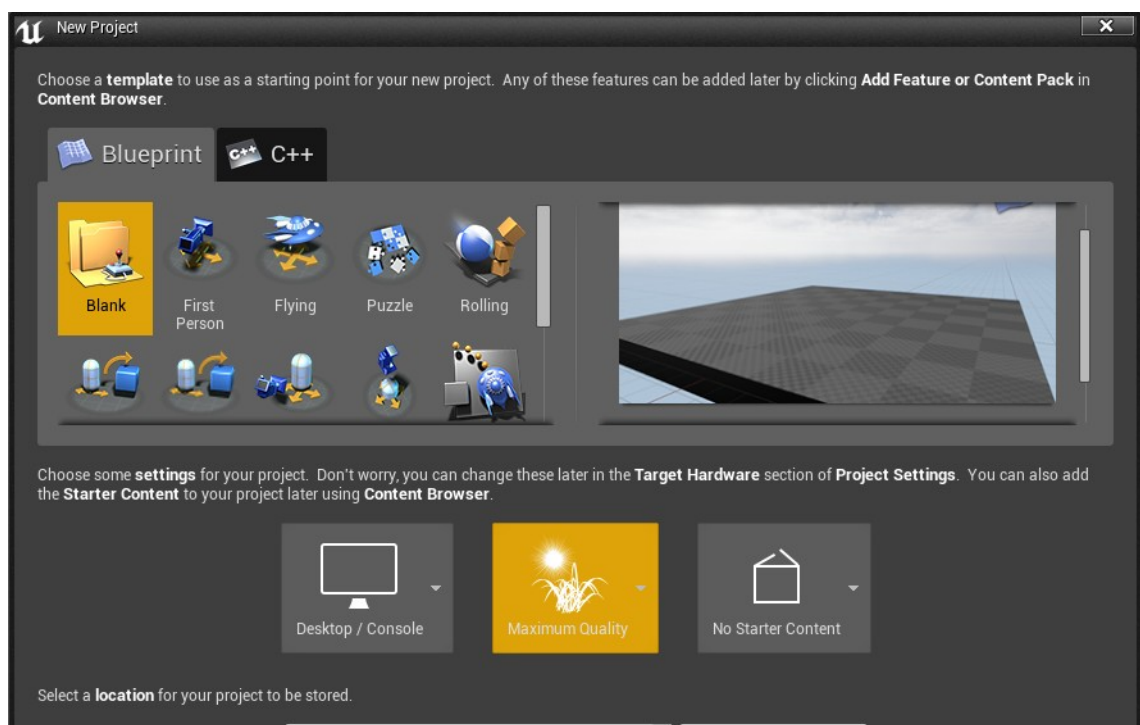 New Project
Choose a template to use as a starting point for your new project. Any of these features can be added later by clicking Add Feature or Content Pack in
Content Browser.
Blueprint
C++
C++
Blank
First
Person
Flying
Puzzle
Rolling
Choose some settings for your project. Don't worry, you can change these later in the Target Hardware section of Project Settings. You can also add
the Starter Content to your project later using Content Browser.
Desktop / Console
Maximum Quality
No Starter Content
Select a location for your project to be stored.